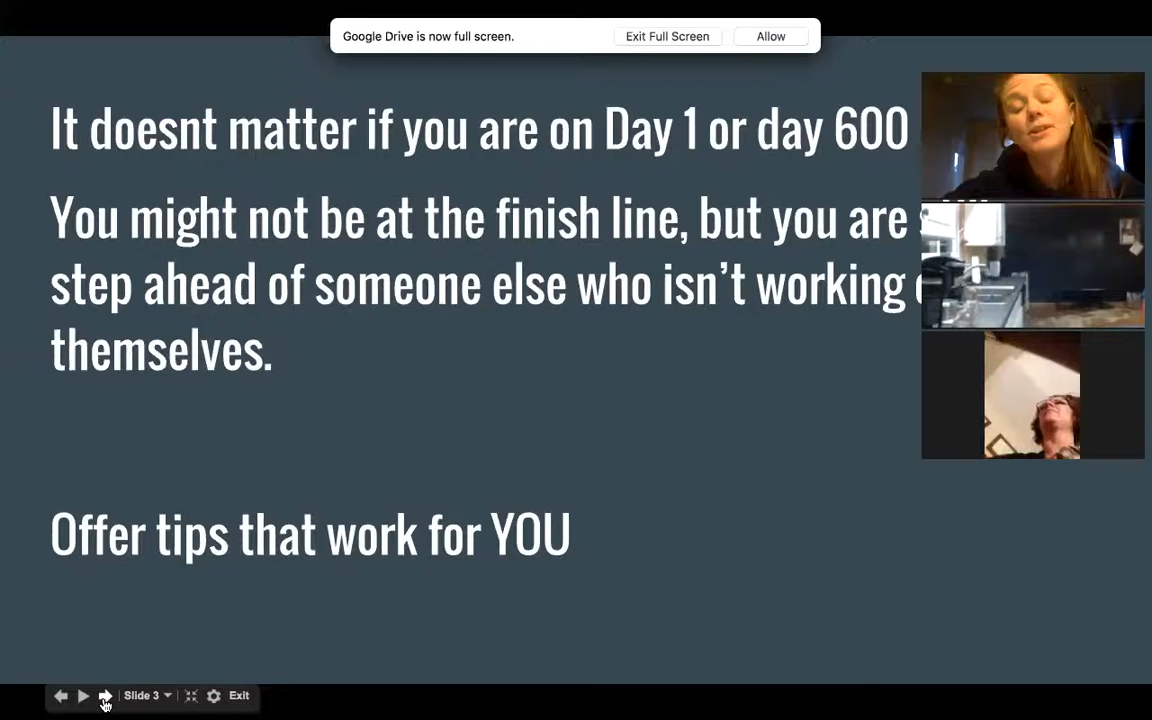 Google Drive is now full screen.
Exit Full Screen
Allow
It doesnt matter if you are on Day 1 or day 600
You might not be at the finish line, but you are
step ahead of someone else who isn't working
themselves.
Offer tips that work for YOU
Slide 3
Exit